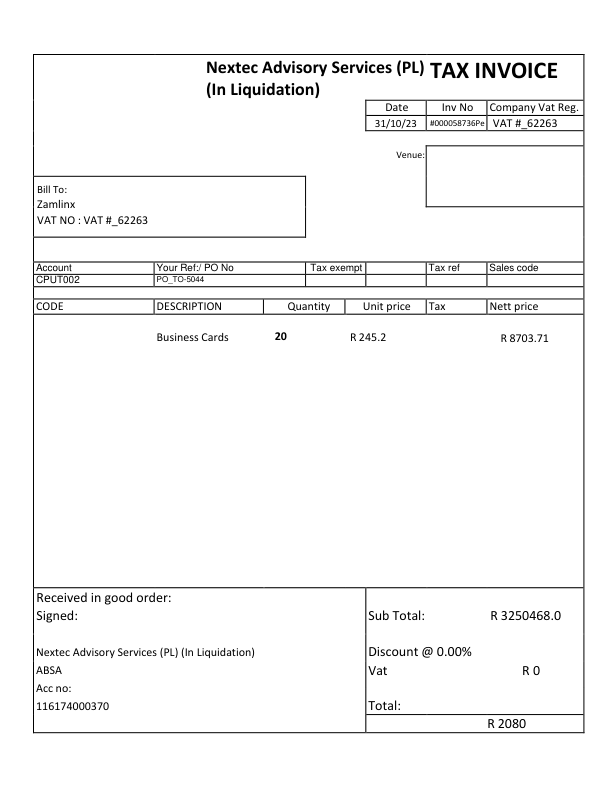 Nextec Advisory Services (PL) TAX INVOICE
(In Liquidation)
Date Inv No Company Vat Reg.
31/10/23 #000058736Pe VAT #_62263
Venue:
Bill To:
Zamlinx
VAT NO : VAT #_62263
Account Your Ref:/ PO No Tax exempt Tax ref Sales code
CPUT002 PO_TO-5044
CODE DESCRIPTION Quantity Unit price Tax Nett price
Business Cards 20 R 245.2 R 8703.71
Received in good order:
Signed: Sub Total: R 3250468.0
Nextec Advisory Services (PL) (In Liquidation) Discount @ 0.00%
ABSA Vat R 0
Acc no:
116174000370 Total:
R 2080